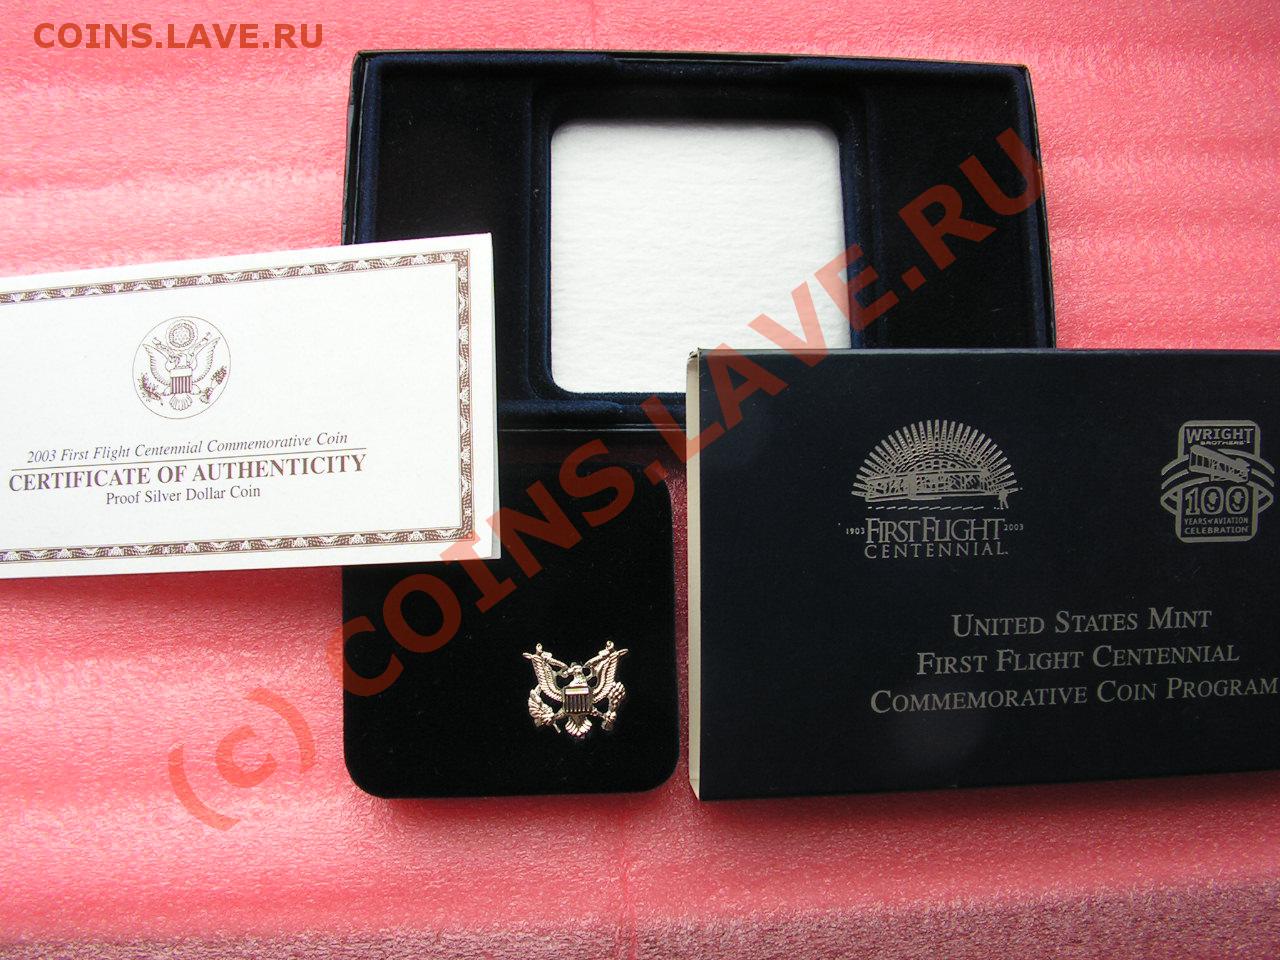 COINS.LAVE.RU
2003 First Flight Centennial Commemorative Coin
CERTIFICATE OF AUTHENTICITY
Proof Silver Dollar Coin
1903 FIRST FLIGHT 2003
CENTENNIAL
WRIGHT
BROTHERS
100
YEARS of AVIATION
CELEBRATION
UNITED STATES MINT
FIRST FLIGHT CENTENNIAL
COMMEMORATIVE COIN PROGRAM
(c) COINS.LAVE.RU